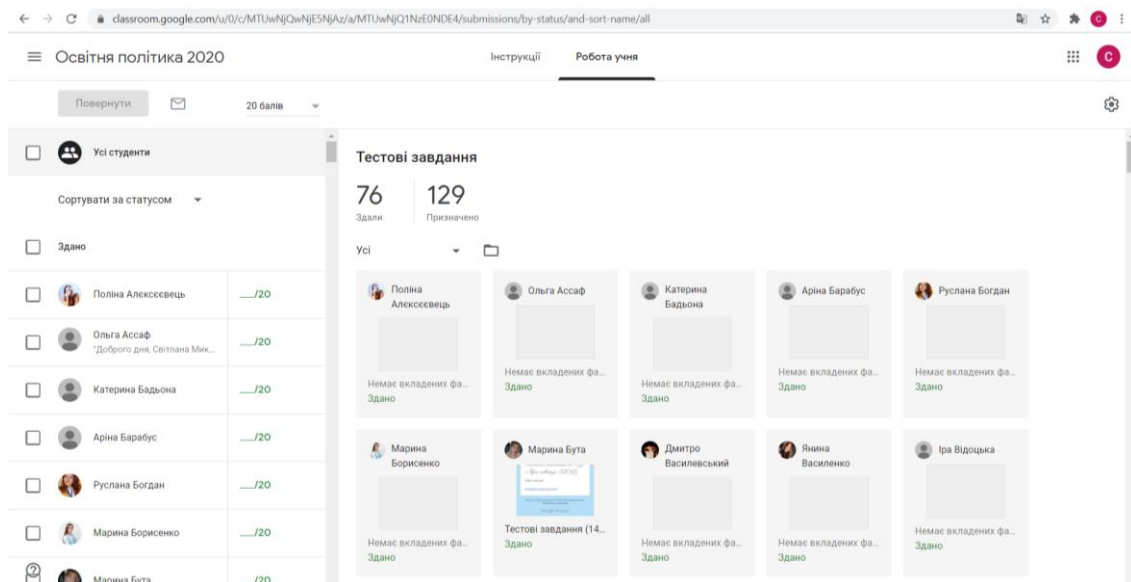 classroom.google.com/u/0/c/MTUwNjQwNjE5NjAz/a/MTUwNjQ1NzE0NDE4/submissions/by-status/and-sort-name/all
C
Освітня політика 2020
Інструкції
Робота учня
C
Повернути
20 балів
Усі студенти
Сортувати за статусом
Здано
Поліна Алєксєєвець
__/20
Ольга Ассаф
"Доброго дня, Світлана Мик...
__/20
Катерина Бадьона
__/20
Аріна Барабус
__/20
Руслана Богдан
__/20
Марина Борисенко
__/20
Марина Бута
__/20
Тестові завдання
76
Здали
129
Призначено
Усі
Поліна
Алєксєєвець
Немає вкладених фа...
Здано
Ольга Ассаф
Немає вкладених фа...
Здано
Катерина
Бадьона
Немає вкладених фа...
Здано
Аріна Барабус
Немає вкладених фа...
Здано
Руслана Богдан
Немає вкладених фа...
Здано
Марина
Борисенко
Немає вкладених фа...
Здано
Марина Бута
Тестові завдання (14...
Здано
Дмитро
Василевський
Немає вкладених фа...
Здано
Янина
Василенко
Немає вкладених фа...
Здано
Іра Відоцька
Немає вкладених фа...
Здано